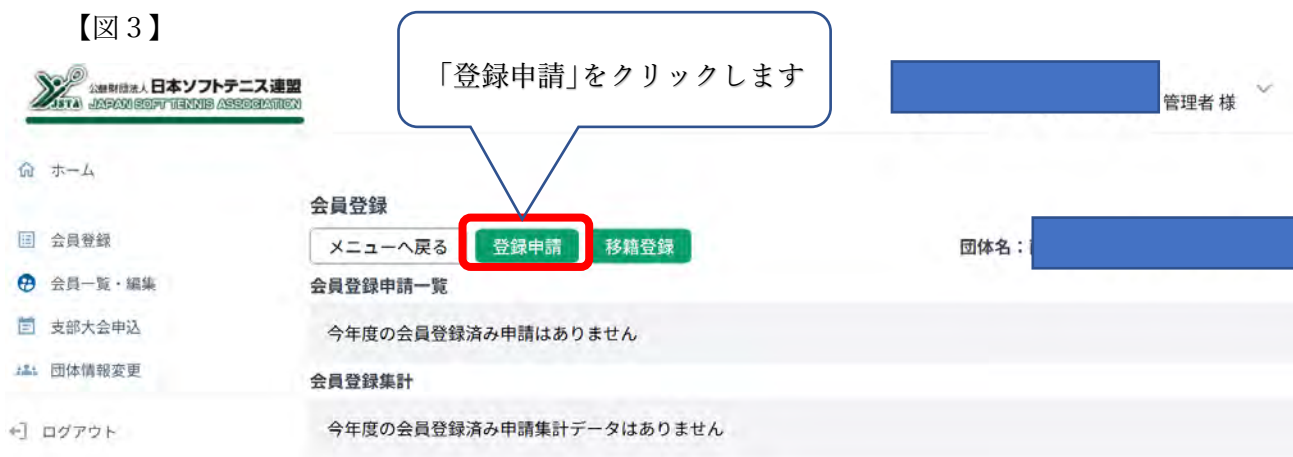 【図3】
「登録申請」をクリックします
公益財団法人 日本ソフトテニス連盟
JSTA JAPAN SOFT TENNIS ASSOCIATION
管理者 様
ホーム
会員登録
会員一覧・編集
支部大会申込
団体情報変更
ログアウト
会員登録
メニューへ戻る 登録申請 移籍登録 団体名:
会員登録申請一覧
今年度の会員登録済み申請はありません
会員登録集計
今年度の会員登録済み申請集計データはありません